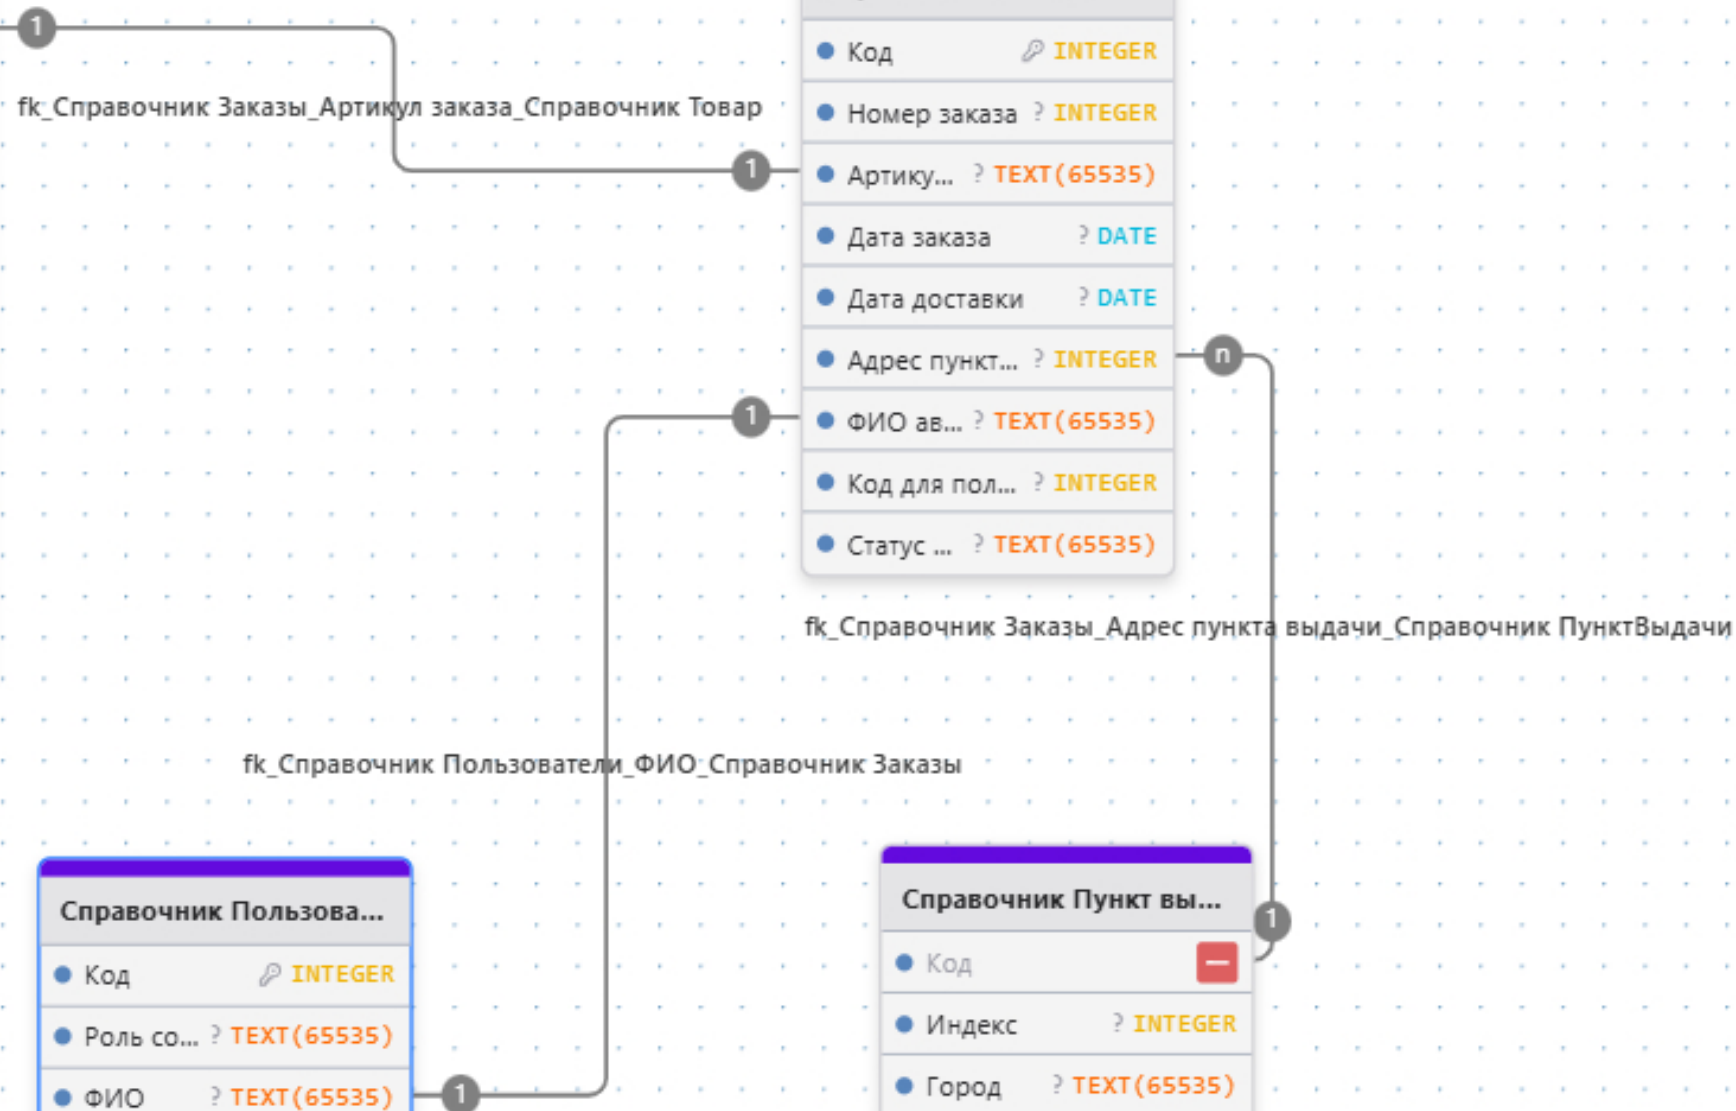 1
fk_Справочник Заказы_Артикул заказа_Справочник Товар
1
Код INTEGER
Номер заказа ? INTEGER
Артику... ? TEXT(65535)
Дата заказа ? DATE
Дата доставки ? DATE
Адрес пункт... ? INTEGER
n
ФИО ав... ? TEXT(65535)
1
Код для пол... ? INTEGER
Статус ... ? TEXT(65535)
fk_Справочник Заказы_Адрес пункта выдачи_Справочник ПунктВыдачи
fk_Справочник Пользователи_ФИО_Справочник Заказы
Справочник Пользова...
Код INTEGER
Роль со... ? TEXT(65535)
ФИО ? TEXT(65535)
1
Справочник Пункт вы...
1
Код
Индекс ? INTEGER
Город ? TEXT(65535)